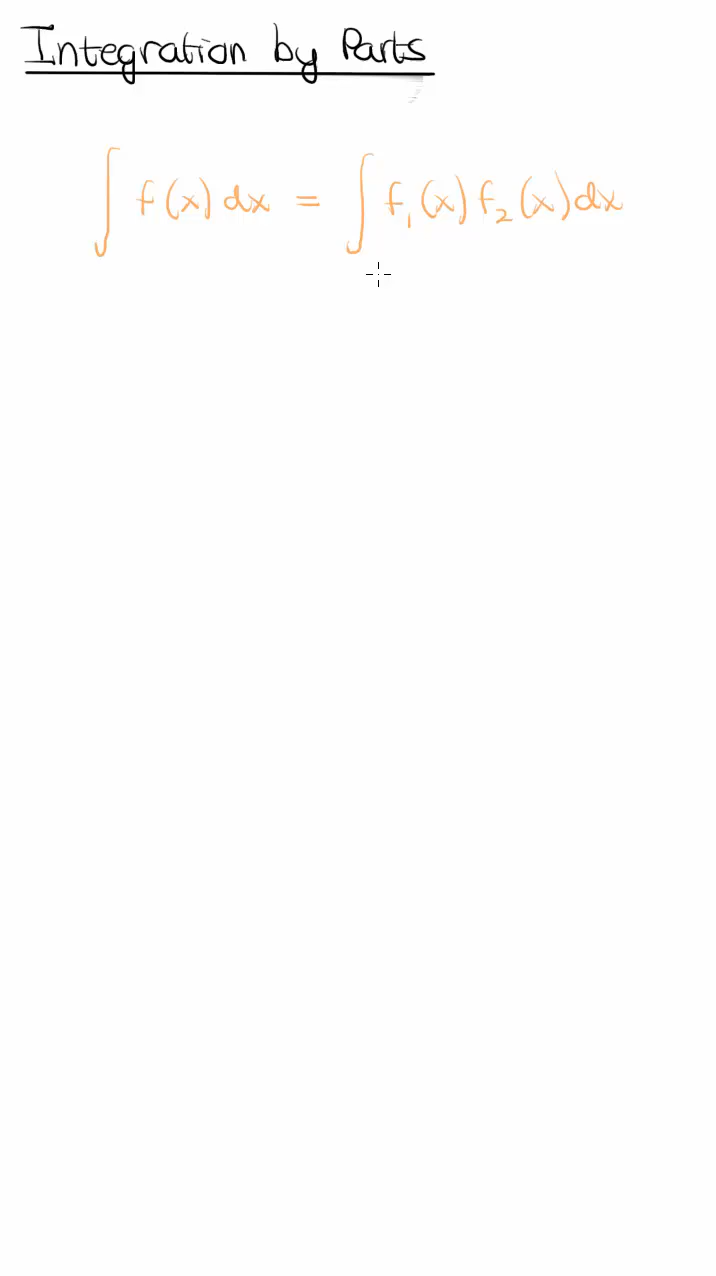 Integration by Parts
∫ f(x) dx = ∫ f₁(x) f₂(x) dx